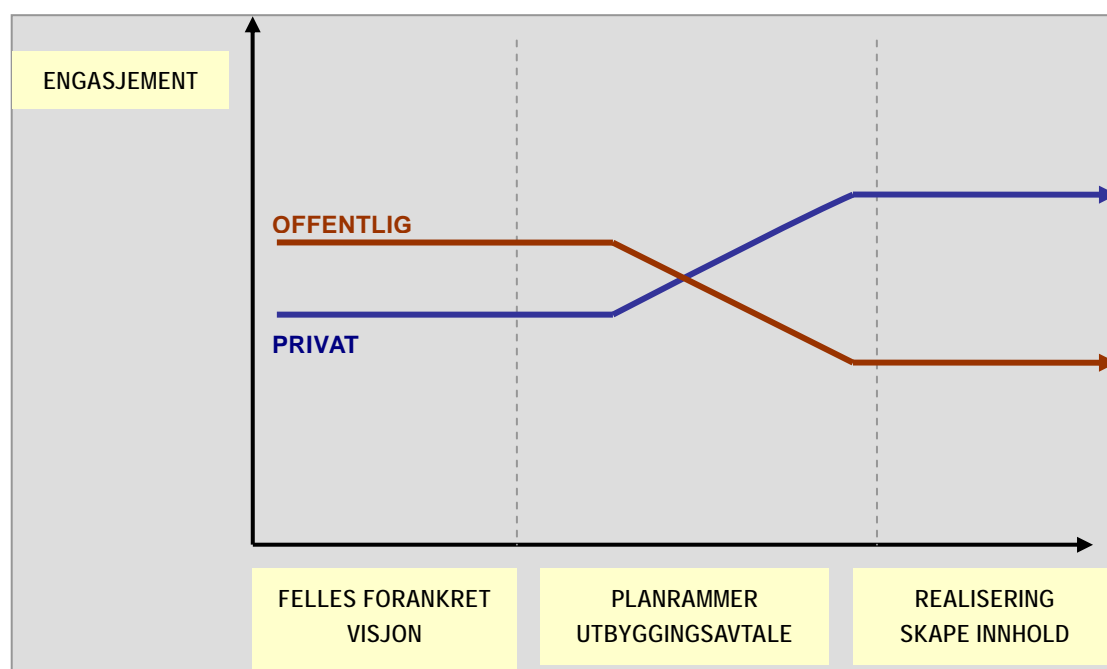 ENGASJEMENT
OFFENTLIG
PRIVAT
FELLES FORANKRET
VISJON
PLANRAMMER
UTBYGGINGSAVTALE
REALISERING
SKAPE INNHOLD